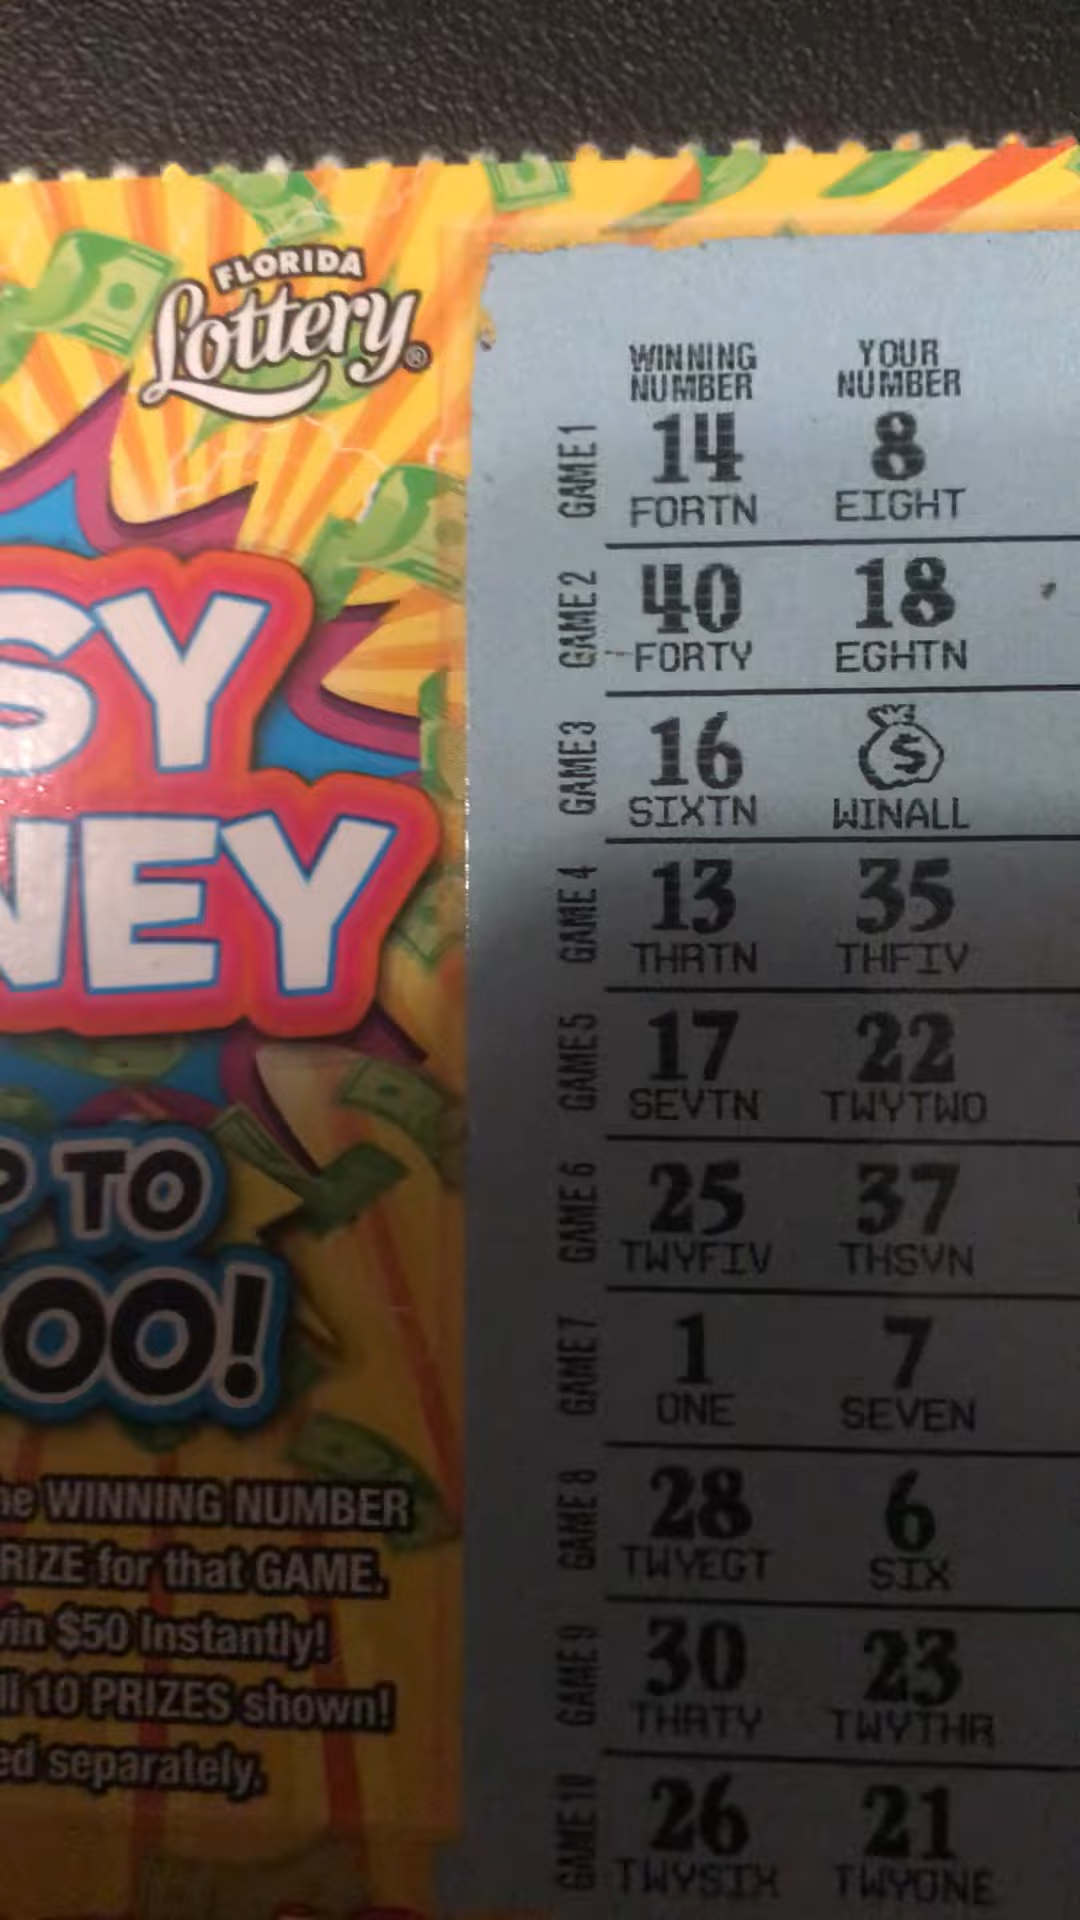 FLORIDA
Lottery®
SY
NEY
P TO
00!
he WINNING NUMBER
RIZE for that GAME.
vin $50 Instantly!
ll 10 PRIZES shown!
ed separately.
WINNING NUMBER YOUR NUMBER
GAME 1 14 8
FORTN EIGHT
GAME 2 40 18
FORTY EGHTN
GAME 3 16 $
SIXTN WINALL
GAME 4 13 35
THRTN THFIV
GAME 5 17 22
SEVTN TWYTWO
GAME 6 25 37
TWYFIV THSVN
GAME 7 1 7
ONE SEVEN
GAME 8 28 6
TWYEGT SIX
GAME 9 30 23
THRTY TWYTHR
GAME 10 26 21
TWYSIX TWYONE